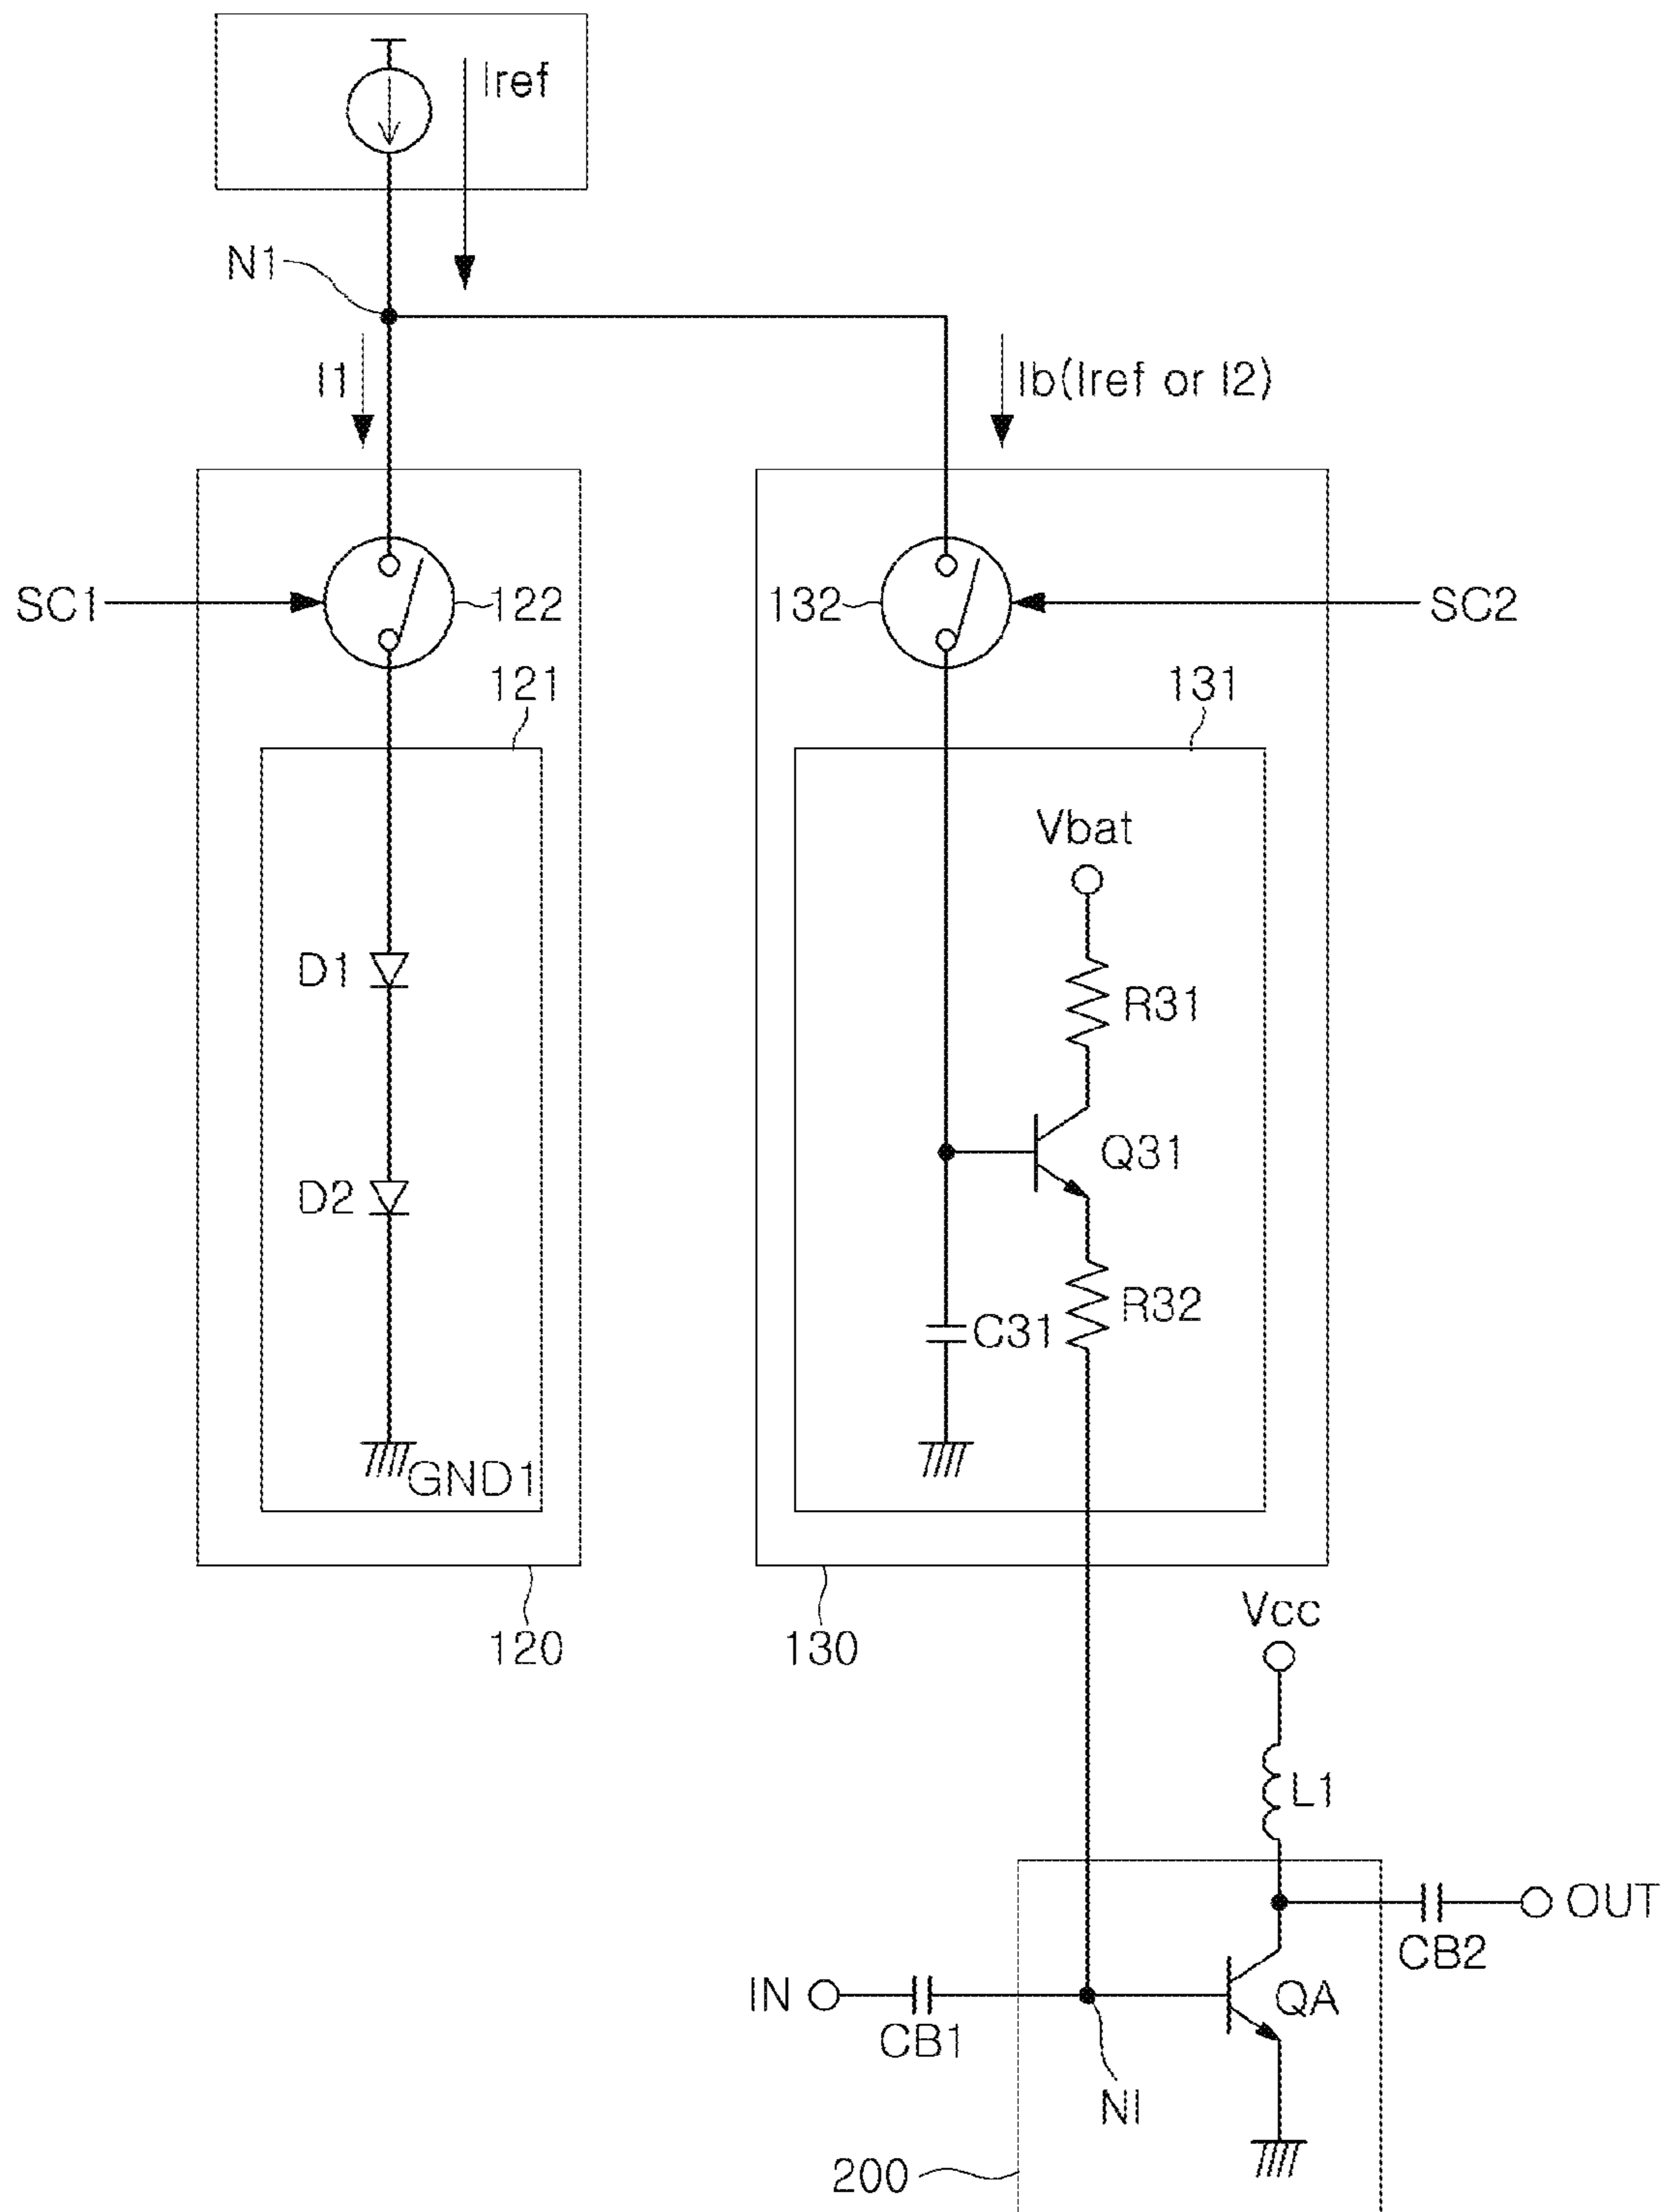 Iref
N1
I1
Ib(Iref or I2)
SC1
122
132
SC2
121
131
Vbat
D1
R31
Q31
D2
C31
R32
GND1
120
130
Vcc
L1
OUT
CB2
IN
QA
CB1
NI
200